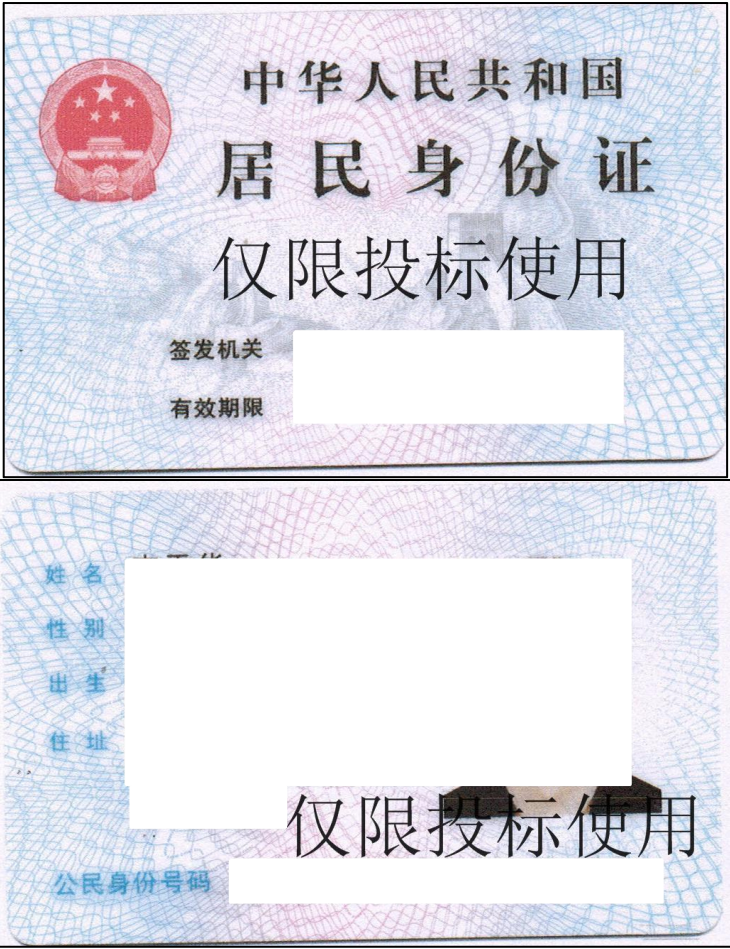 中华人民共和国
居民身份证
仅限投标使用
签发机关
有效期限
姓名
性别
出生
住址
仅限投标使用
公民身份号码